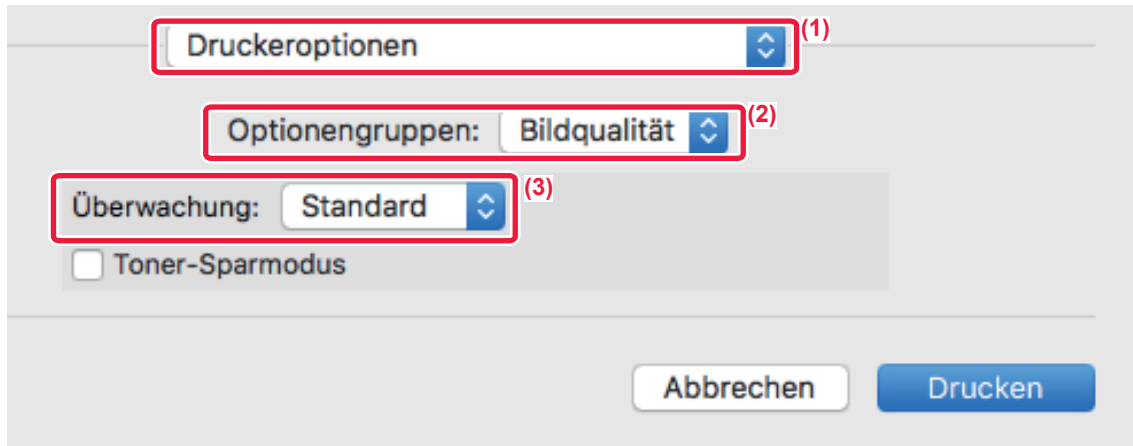 Druckeroptionen (1)
Optionengruppen: Bildqualität (2)
Überwachung: Standard (3)
Toner-Sparmodus
Abbrechen Drucken